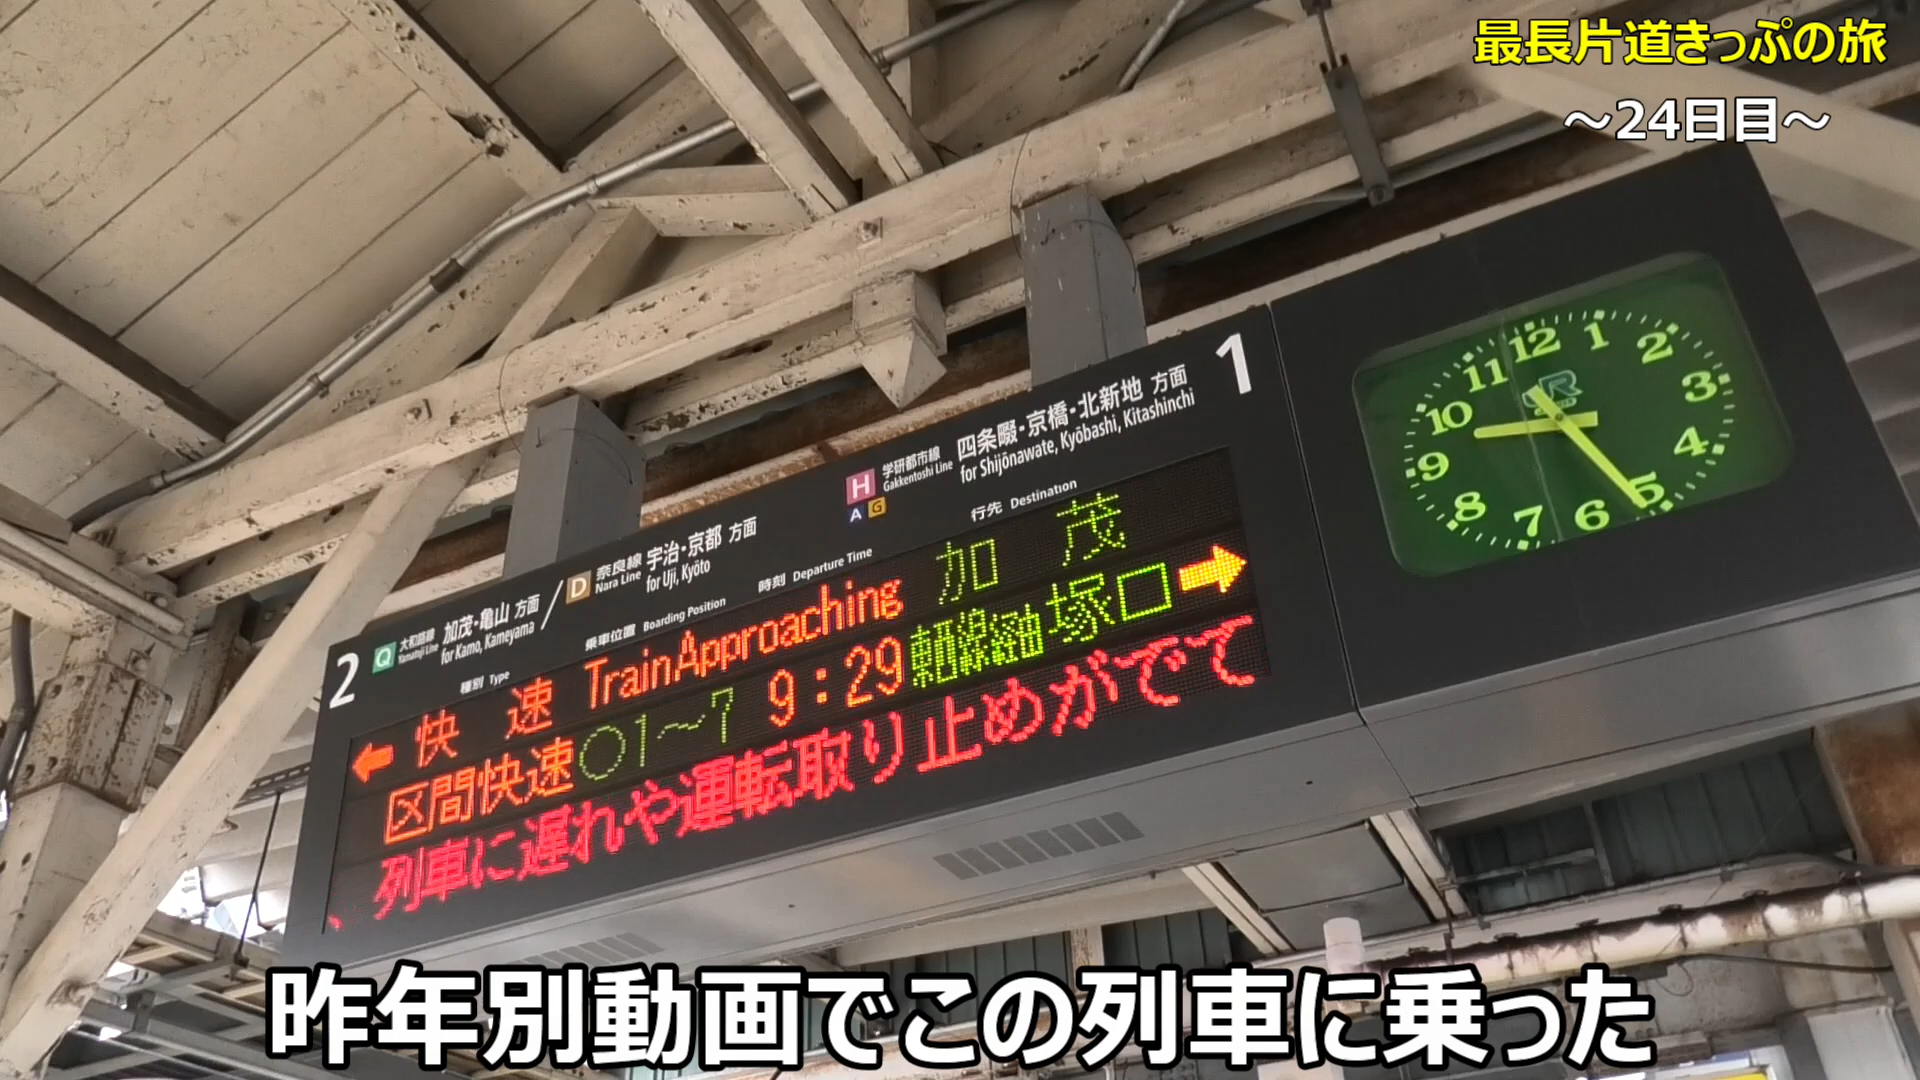 最長片道きっぷの旅
～24日目～
2
Q 大和路線 Yamatoji Line
加茂・亀山 方面
for Kamo, Kameyama
/
D 奈良線 Nara Line
宇治・京都 方面
for Uji, Kyōto
H 学研都市線 Gakkentoshi Line
A G
四条畷・京橋・北新地 方面
for Shijōnawate, Kyōbashi, Kitashinchi
1
種別 Type
乗車位置 Boarding Position
時刻 Departure Time
行先 Destination
← 快 速 Train Approaching 加 茂
区間快速 ○1～7 9:29 東西線経由 塚口 →
、列車に遅れや運転取り止めがでて
12 1 2 3 4 5 6 7 8 9 10 11
JR
昨年別動画でこの列車に乗った